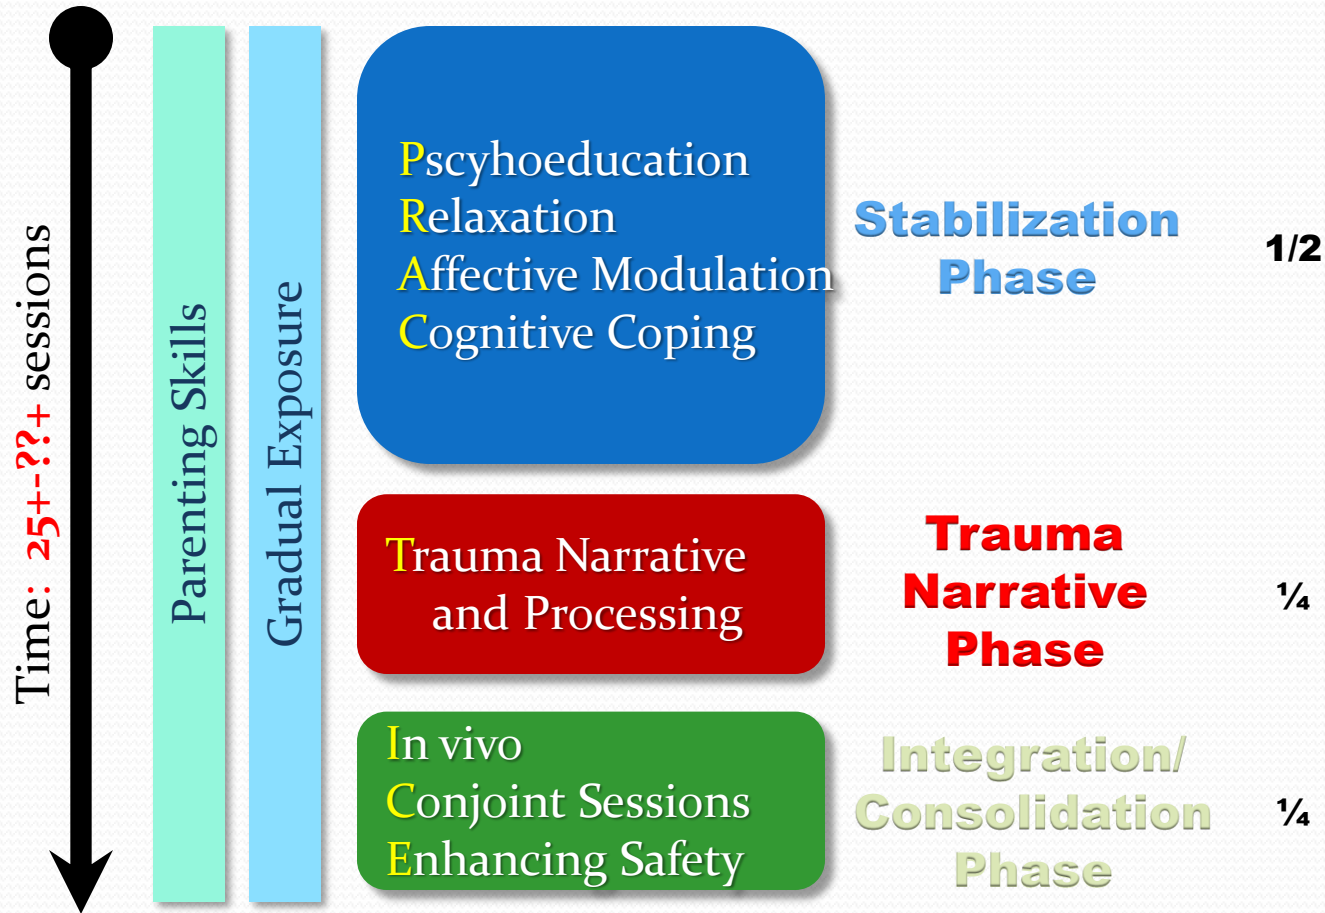 Time: 25+-??+ sessions
Parenting Skills
Gradual Exposure
Pscyhoeducation
Relaxation
Affective Modulation
Cognitive Coping
Stabilization
Phase
1/2
Trauma Narrative
and Processing
Trauma
Narrative
Phase
¼
In vivo
Conjoint Sessions
Enhancing Safety
Integration/
Consolidation
Phase
¼